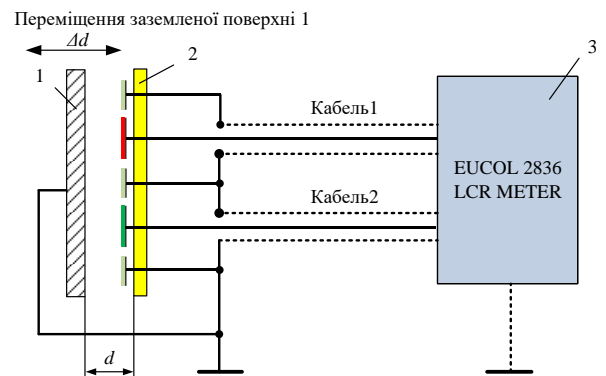 Переміщення заземленої поверхні 1
Δd
1
2
3
Кабель1
EUCOL 2836
LCR METER
Кабель2
d